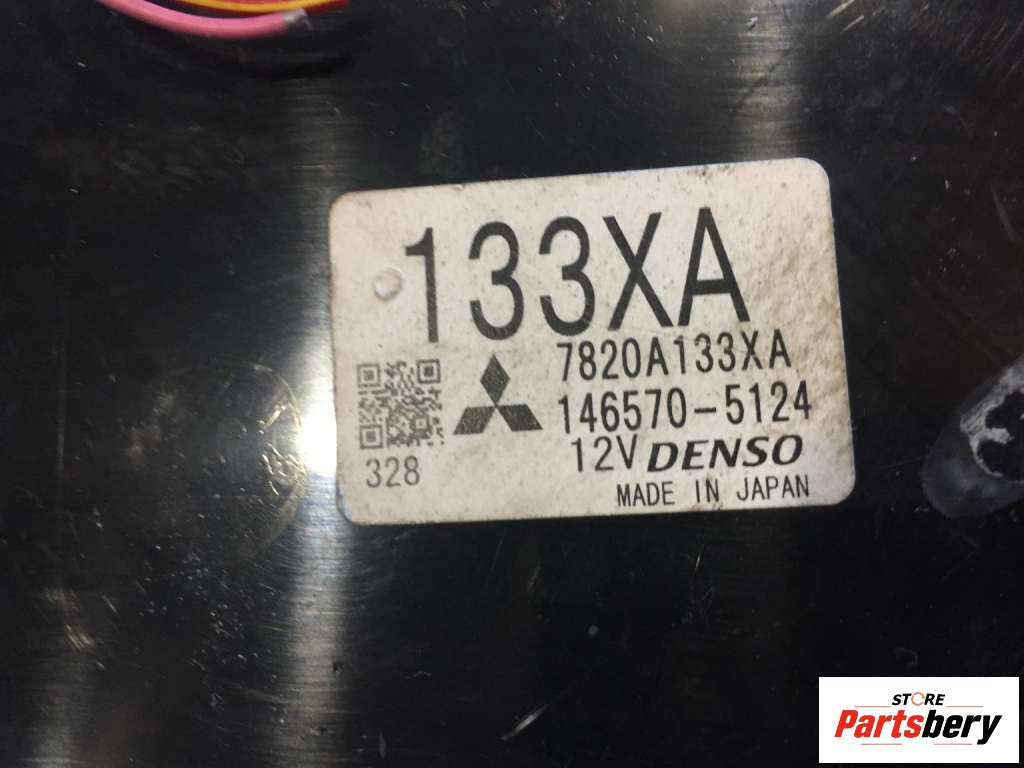 133XA
7820A133XA
146570-5124
12V DENSO
328
MADE IN JAPAN
STORE
Partsbery